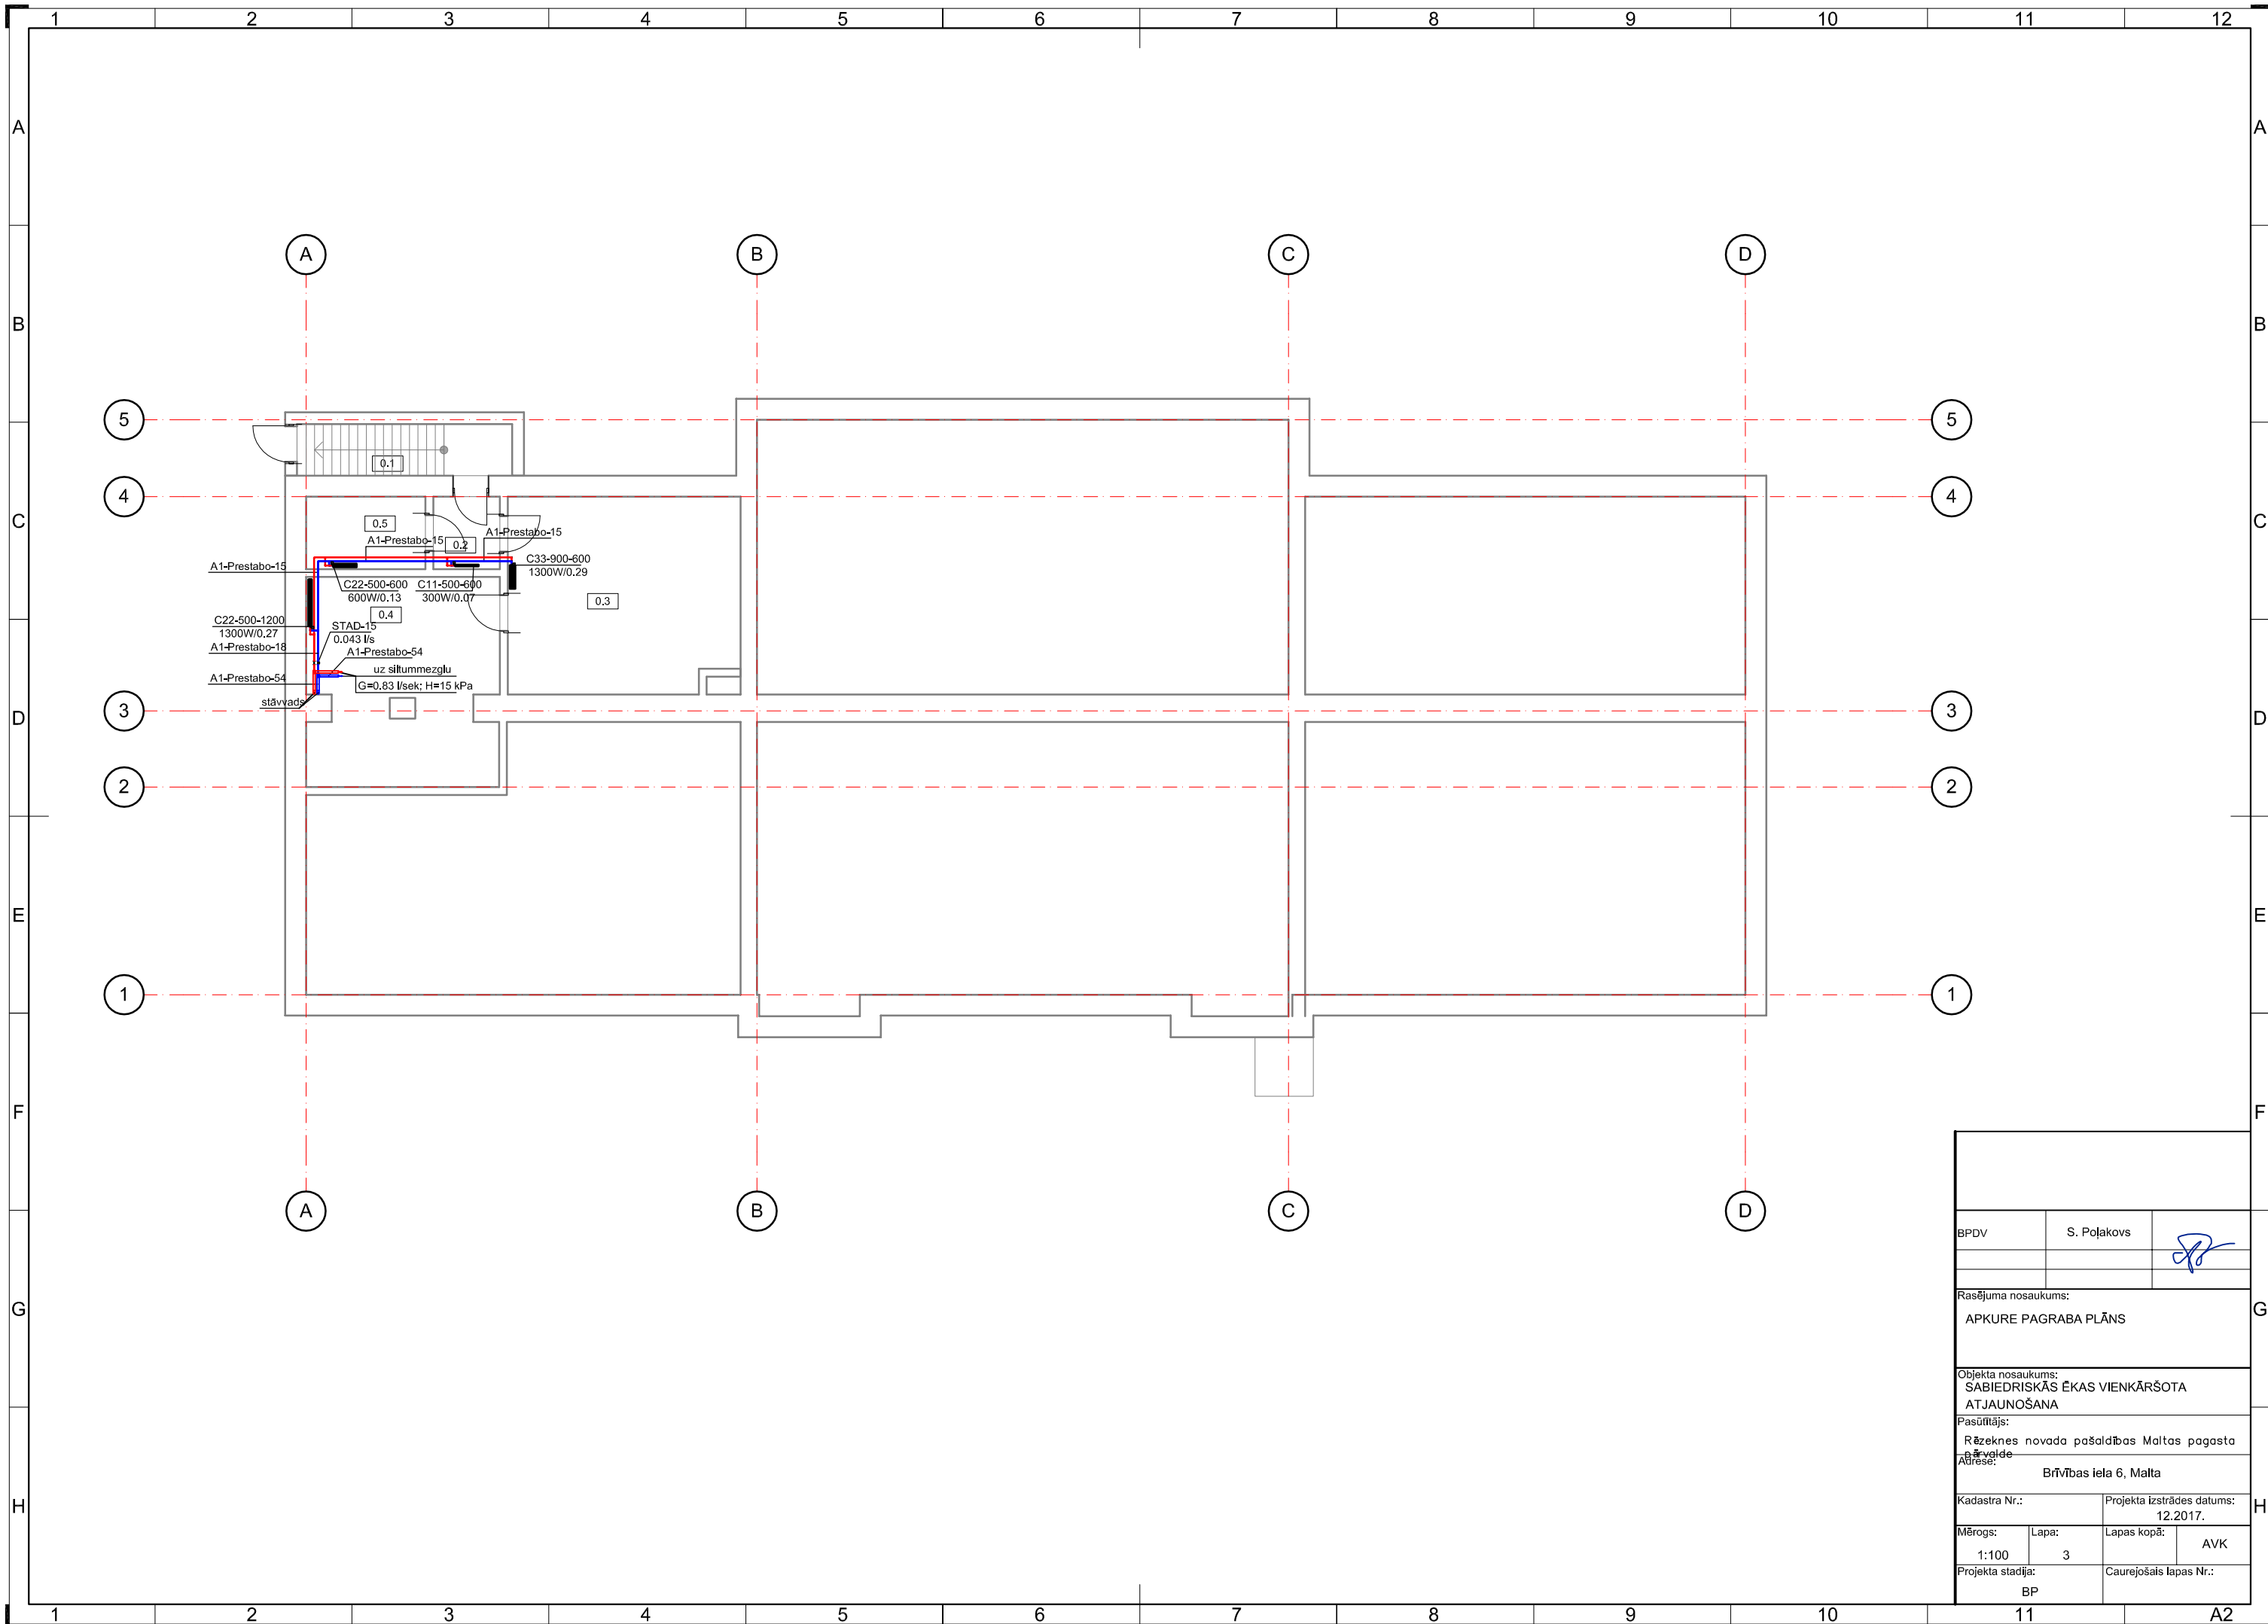 1 2 3 4 5 6 7 8 9 10 11 12
A A
B B
C C
D D
E E
F F
G G
H H
A B C D
5 5
4 4
3 3
2 2
1 1
A B C D
0.1
0.5
0.2
A1-Prestabo-15
A1-Prestabo-15
A1-Prestabo-15
C33-900-600
1300W/0.29
C22-500-600
600W/0.13
C11-500-600
300W/0.07
0.3
0.4
C22-500-1200
1300W/0.27
STAD-15
0.043 l/s
A1-Prestabo-18
A1-Prestabo-54
uz siltummezglu
A1-Prestabo-54
G=0.83 l/sek; H=15 kPa
stāvvads
BPDV S. Poļakovs
Rasējuma nosaukums:
APKURE PAGRABA PLĀNS
Objekta nosaukums:
SABIEDRISKĀS ĒKAS VIENKĀRŠOTA
ATJAUNOŠANA
Pasūtītājs:
Rēzeknes novada pašaldības Maltas pagasta
pārvalde
Adrese:
Brīvības iela 6, Malta
Kadastra Nr.: Projekta izstrādes datums:
12.2017.
Mērogs: Lapa: Lapas kopā:
1:100 3 AVK
Projekta stadija: Caurejošais lapas Nr.:
BP
1 2 3 4 5 6 7 8 9 10 11 A2